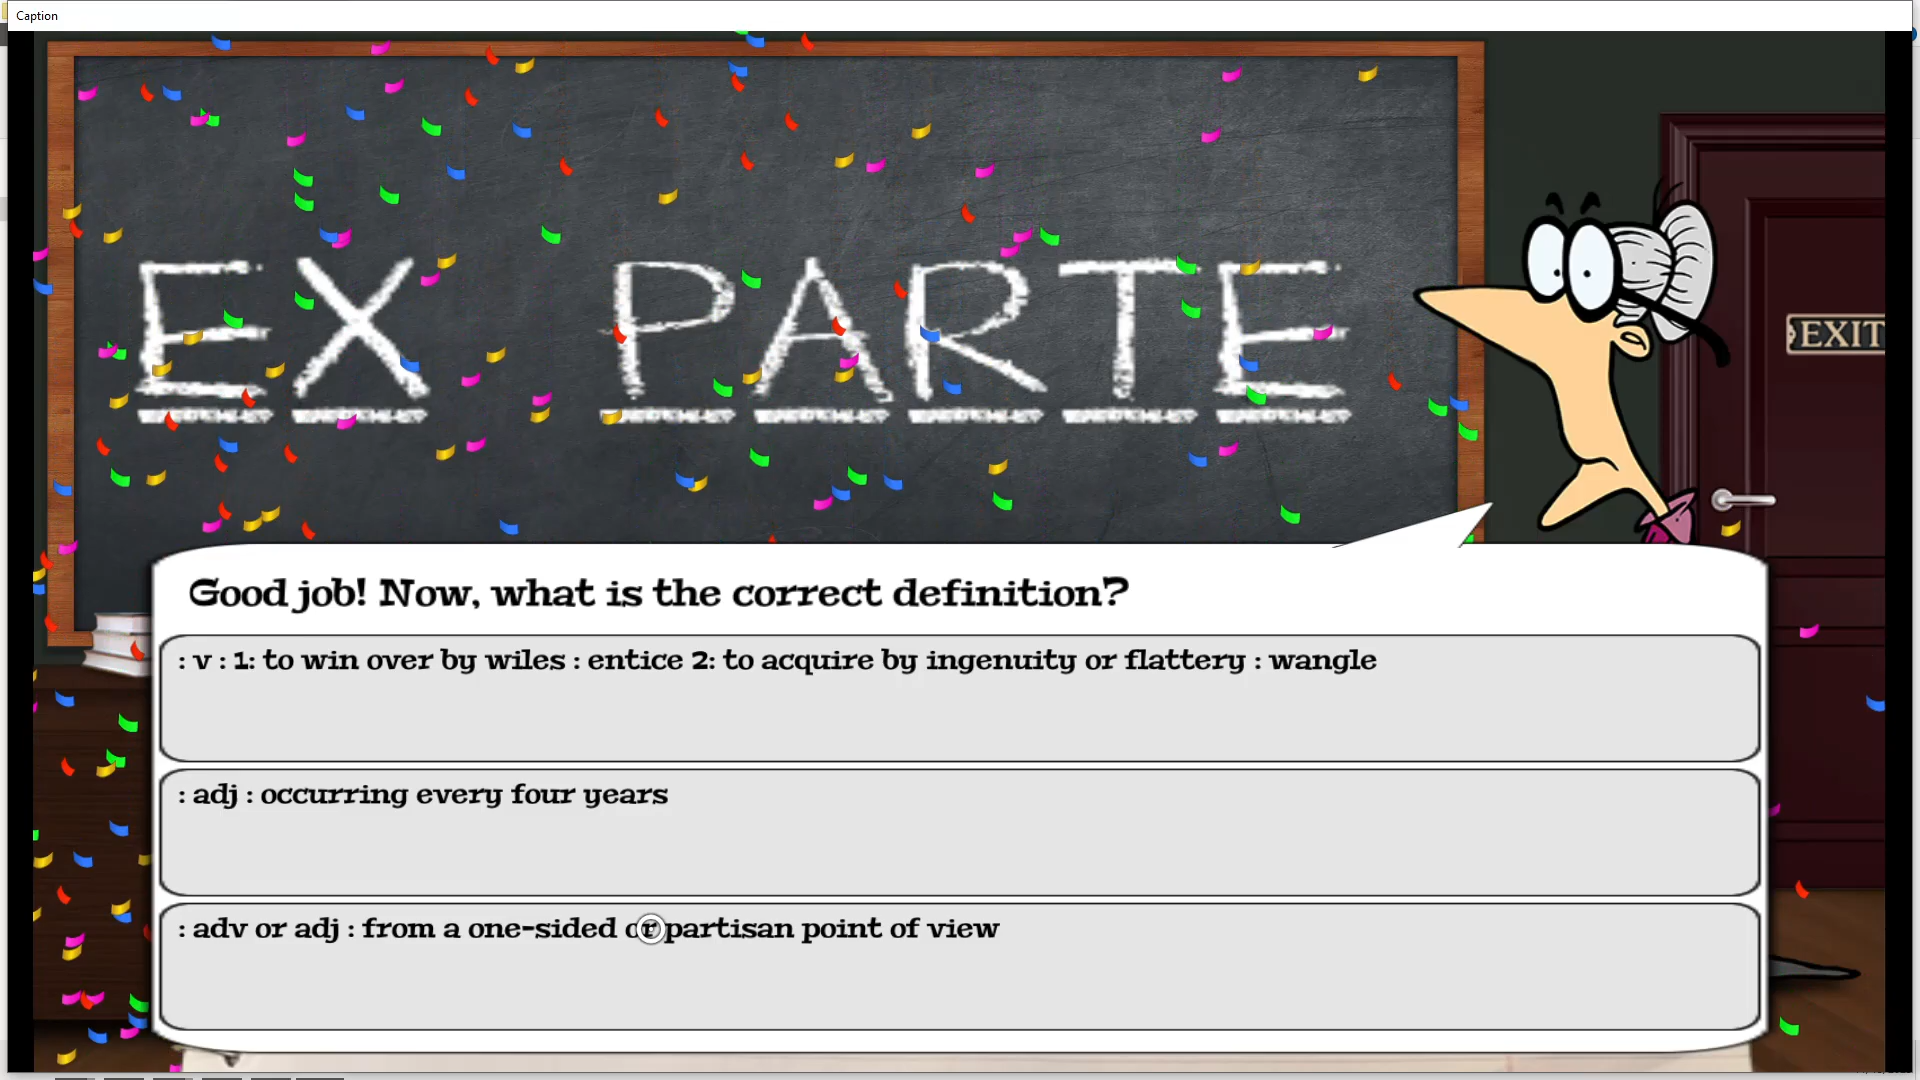 Caption
EX PARTE
EXIT
Good job! Now, what is the correct definition?
: v : 1: to win over by wiles : entice 2: to acquire by ingenuity or flattery : wangle
: adj : occurring every four years
: adv or adj : from a one-sided or partisan point of view